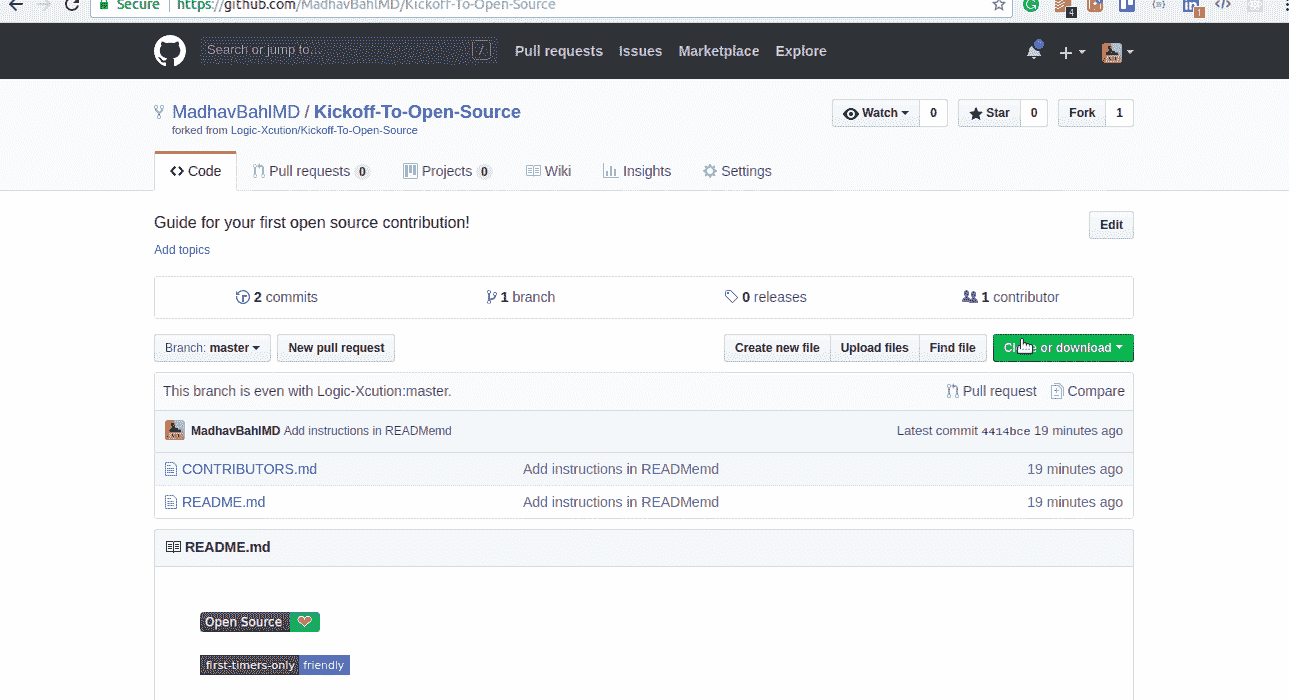 Secure https://github.com/MadhavBahlMD/Kickoff-To-Open-Source
4
1
Search or jump to... / Pull requests Issues Marketplace Explore
MadhavBahlMD / Kickoff-To-Open-Source
Watch 0 Star 0 Fork 1
forked from Logic-Xcution/Kickoff-To-Open-Source
Code Pull requests 0 Projects 0 Wiki Insights Settings
Guide for your first open source contribution!
Edit
Add topics
2 commits 1 branch 0 releases 1 contributor
Branch: master New pull request Create new file Upload files Find file or download
This branch is even with Logic-Xcution:master. Pull request Compare
MadhavBahlMD Add instructions in READMemd Latest commit 4414bce 19 minutes ago
CONTRIBUTORS.md Add instructions in READMemd 19 minutes ago
README.md Add instructions in READMemd 19 minutes ago
README.md
Open Source
first-timers-only friendly